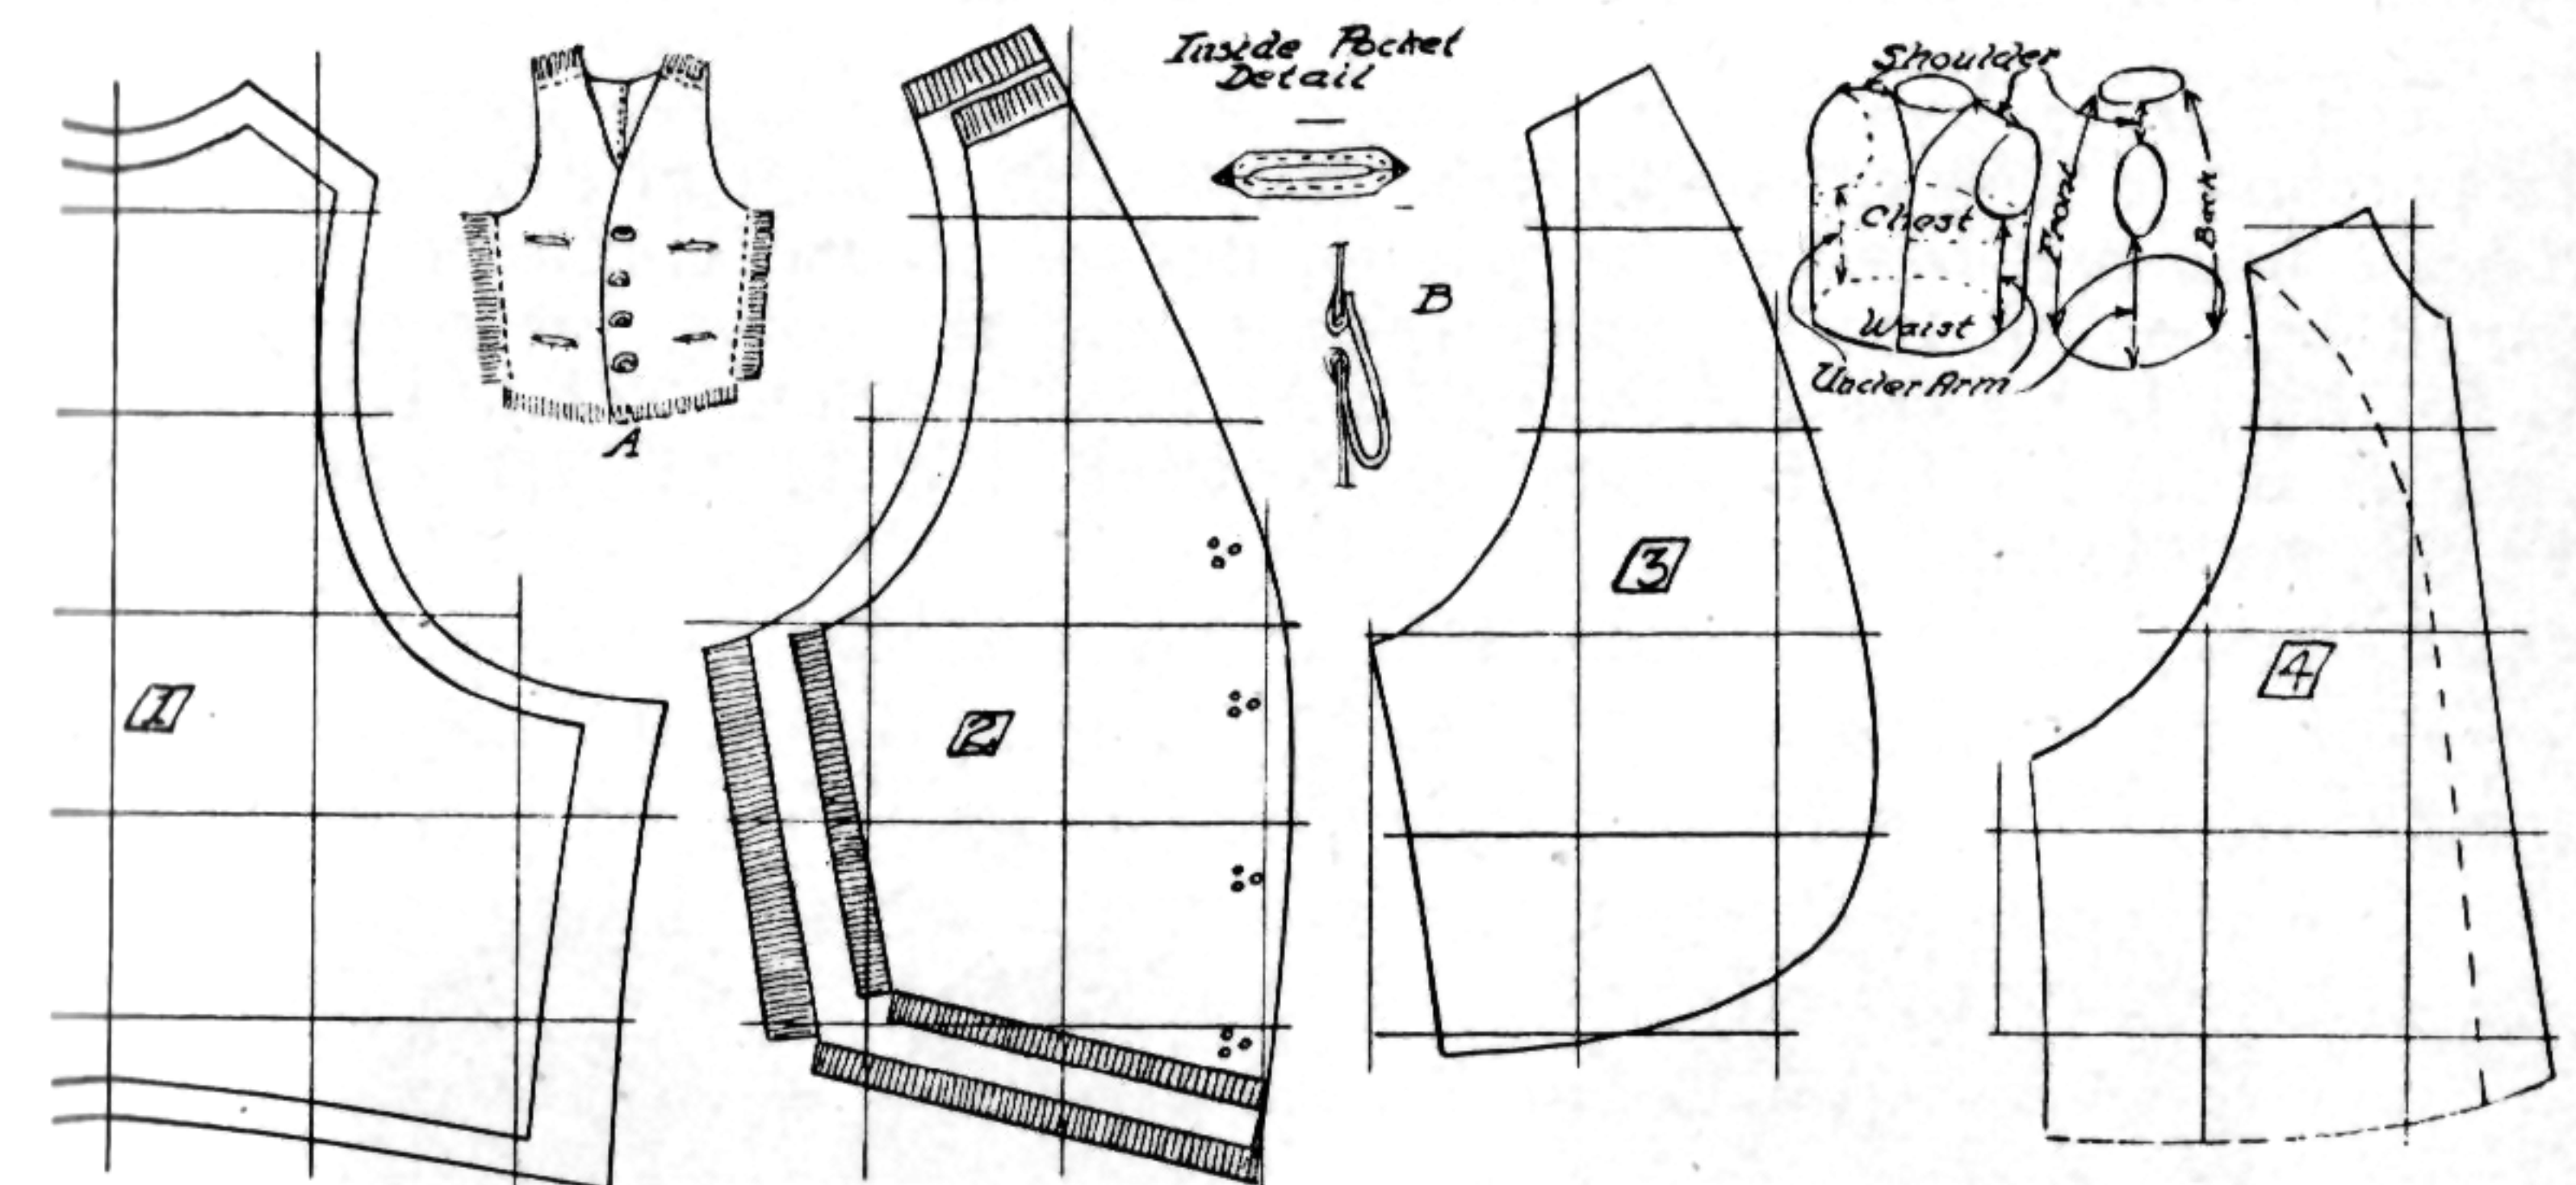 Inside Pocket
Detail
A
B
1
2
3
4
Shoulder
Chest
Waist
Under Arm
Front
Back